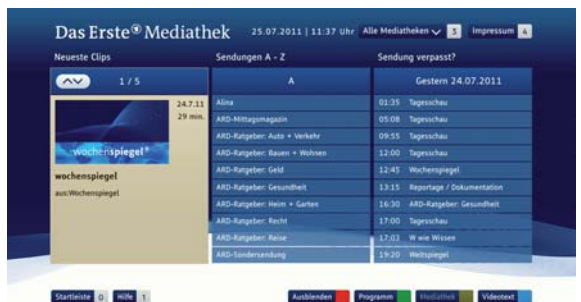 Das Erste® Mediathek 25.07.2011 | 11:37 Uhr Alle Mediatheken 3 Impressum 4
Neueste Clips Sendungen A - Z Sendung verpasst?
1 / 5 A Gestern 24.07.2011
24.7.11
29 min.
wochenspiegel
wochenspiegel
aus:Wochenspiegel
Alina
ARD-Mittagsmagazin
ARD-Ratgeber: Auto + Verkehr
ARD-Ratgeber: Bauen + Wohnen
ARD-Ratgeber: Geld
ARD-Ratgeber: Gesundheit
ARD-Ratgeber: Heim + Garten
ARD-Ratgeber: Recht
ARD-Ratgeber: Reise
ARD-Sondersendung
01:35 Tagesschau
05:08 Tagesschau
09:55 Tagesschau
12:00 Tagesschau
12:45 Wochenspiegel
13:15 Reportage / Dokumentation
16:30 ARD-Ratgeber: Gesundheit
17:00 Tagesschau
17:03 W wie Wissen
19:20 Weltspiegel
Startleiste 0 Hilfe 1 Ausblenden Programm Mediathek Videotext